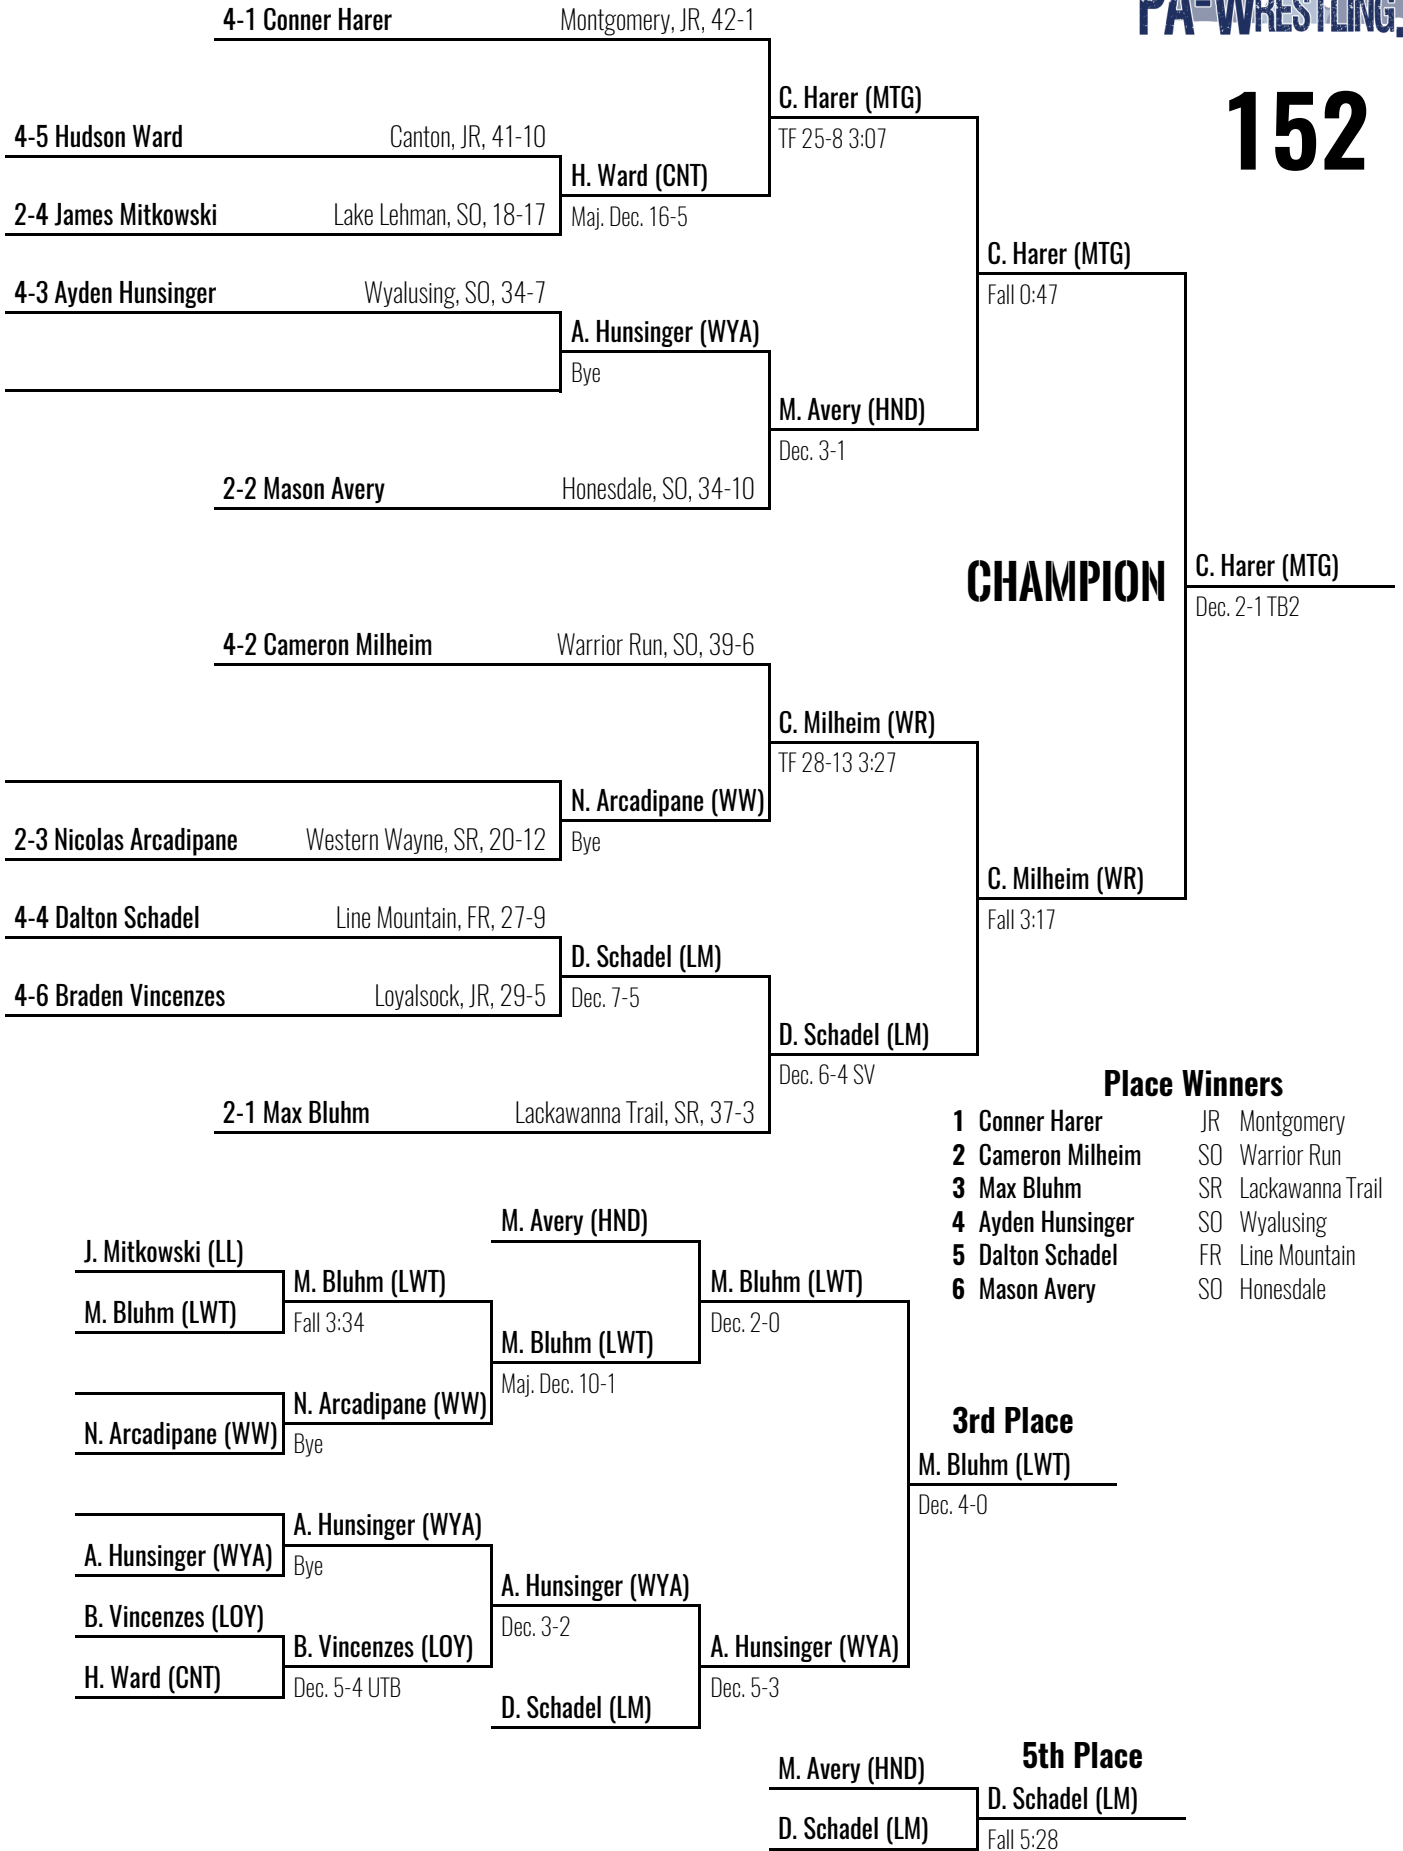 PA-WRESTLING.
152
4-1 Conner Harer Montgomery, JR, 42-1
C. Harer (MTG)
TF 25-8 3:07
4-5 Hudson Ward Canton, JR, 41-10
H. Ward (CNT)
Maj. Dec. 16-5
2-4 James Mitkowski Lake Lehman, SO, 18-17
C. Harer (MTG)
Fall 0:47
4-3 Ayden Hunsinger Wyalusing, SO, 34-7
A. Hunsinger (WYA)
Bye
M. Avery (HND)
Dec. 3-1
2-2 Mason Avery Honesdale, SO, 34-10
CHAMPION
C. Harer (MTG)
Dec. 2-1 TB2
4-2 Cameron Milheim Warrior Run, SO, 39-6
C. Milheim (WR)
TF 28-13 3:27
N. Arcadipane (WW)
Bye
2-3 Nicolas Arcadipane Western Wayne, SR, 20-12
C. Milheim (WR)
Fall 3:17
4-4 Dalton Schadel Line Mountain, FR, 27-9
D. Schadel (LM)
Dec. 7-5
4-6 Braden Vincenzes Loyalsock, JR, 29-5
D. Schadel (LM)
Dec. 6-4 SV
2-1 Max Bluhm Lackawanna Trail, SR, 37-3
Place Winners
1 Conner Harer JR Montgomery
2 Cameron Milheim SO Warrior Run
3 Max Bluhm SR Lackawanna Trail
4 Ayden Hunsinger SO Wyalusing
5 Dalton Schadel FR Line Mountain
6 Mason Avery SO Honesdale
M. Avery (HND)
J. Mitkowski (LL)
M. Bluhm (LWT)
Fall 3:34
M. Bluhm (LWT)
M. Bluhm (LWT)
Dec. 2-0
M. Bluhm (LWT)
Maj. Dec. 10-1
N. Arcadipane (WW)
Bye
N. Arcadipane (WW)
3rd Place
M. Bluhm (LWT)
Dec. 4-0
A. Hunsinger (WYA)
Bye
A. Hunsinger (WYA)
A. Hunsinger (WYA)
Dec. 3-2
B. Vincenzes (LOY)
B. Vincenzes (LOY)
Dec. 5-4 UTB
H. Ward (CNT)
A. Hunsinger (WYA)
Dec. 5-3
D. Schadel (LM)
5th Place
M. Avery (HND)
D. Schadel (LM)
Fall 5:28
D. Schadel (LM)